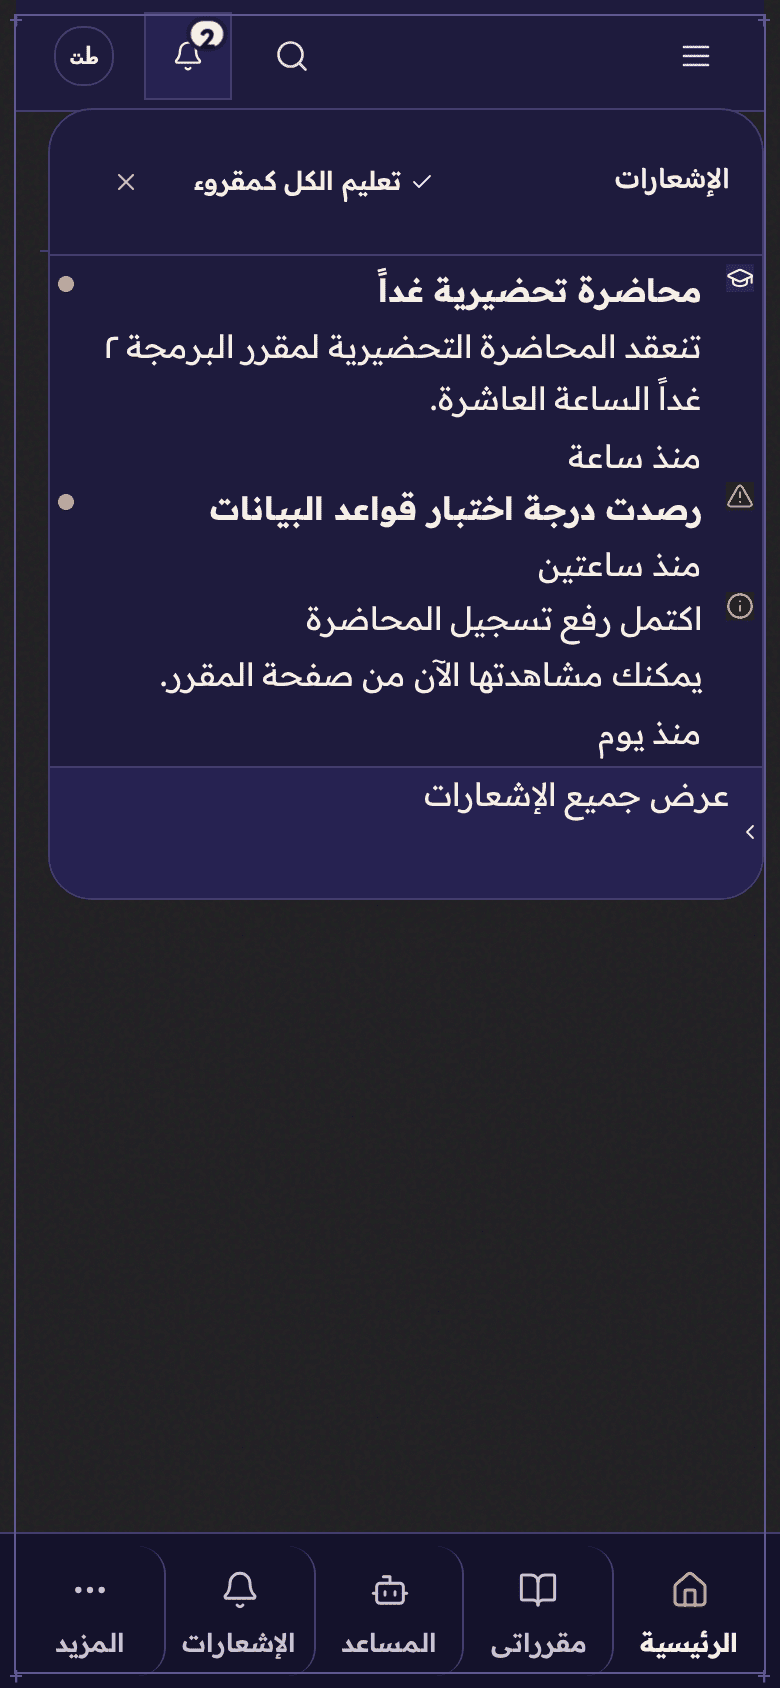 2
طت
الإشعارات
تعليم الكل كمقروء
محاضرة تحضيرية غداً
تنعقد المحاضرة التحضيرية لمقرر البرمجة ٢
غداً الساعة العاشرة.
منذ ساعة
رصدت درجة اختبار قواعد البيانات
منذ ساعتين
اكتمل رفع تسجيل المحاضرة
يمكنك مشاهدتها الآن من صفحة المقرر.
منذ يوم
عرض جميع الإشعارات
الرئيسية
مقرراتى
المساعد
الإشعارات
المزيد